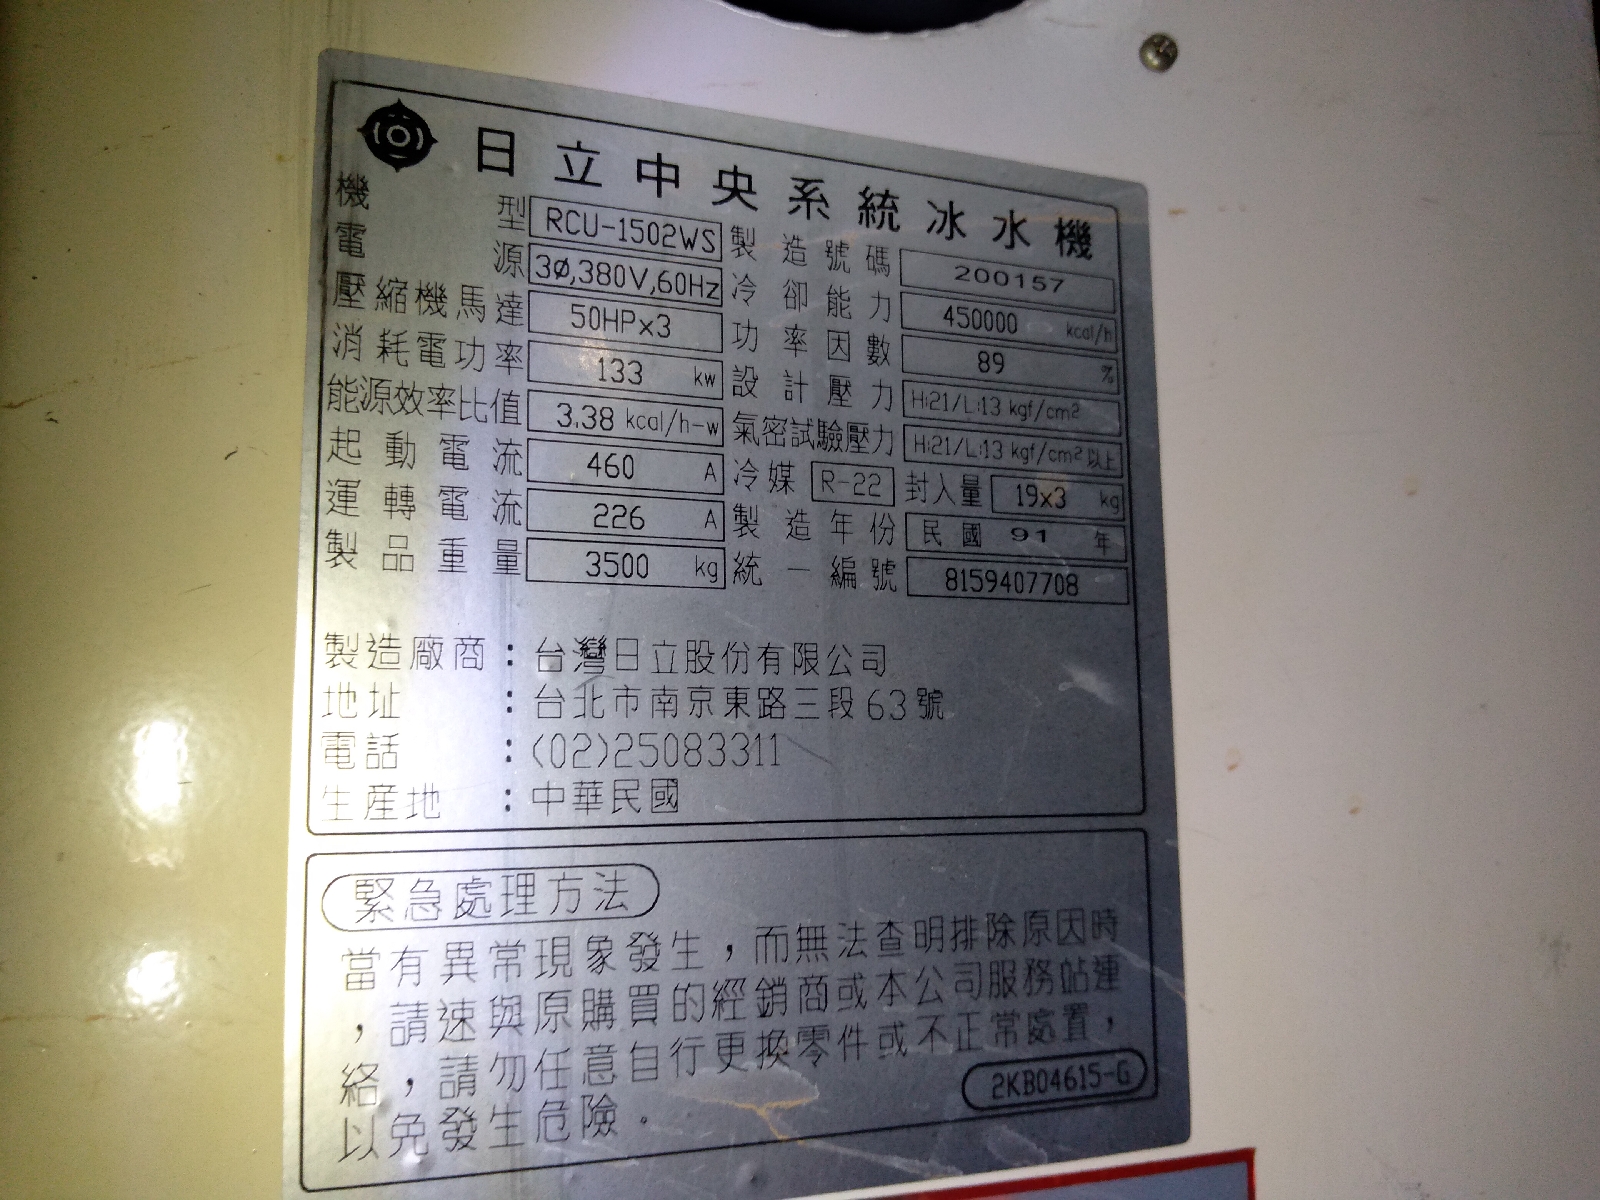 日立中央系統冰水機
機型 RCU-1502WS 製造號碼 200157
電源 3Ø,380V,60Hz 冷卻能力 450000 kcal/h
壓縮機馬達 50HPx3 功率因數 89 %
消耗電功率 133 kw 設計壓力 H:21/L:13 kgf/cm²
能源效率比值 3.38 kcal/h-w 氣密試驗壓力 H:21/L:13 kgf/cm²以上
起動電流 460 A 冷媒 R-22 封入量 19x3 kg
運轉電流 226 A 製造年份 民國 91 年
製品重量 3500 kg 統一編號 8159407708
製造廠商：台灣日立股份有限公司
地址：台北市南京東路三段63號
電話：(02)25083311
生產地：中華民國
緊急處理方法
當有異常現象發生，而無法查明排除原因時
，請速與原購買的經銷商或本公司服務站連
絡，請勿任意自行更換零件或不正常處置，
以免發生危險。
2KB04615-G